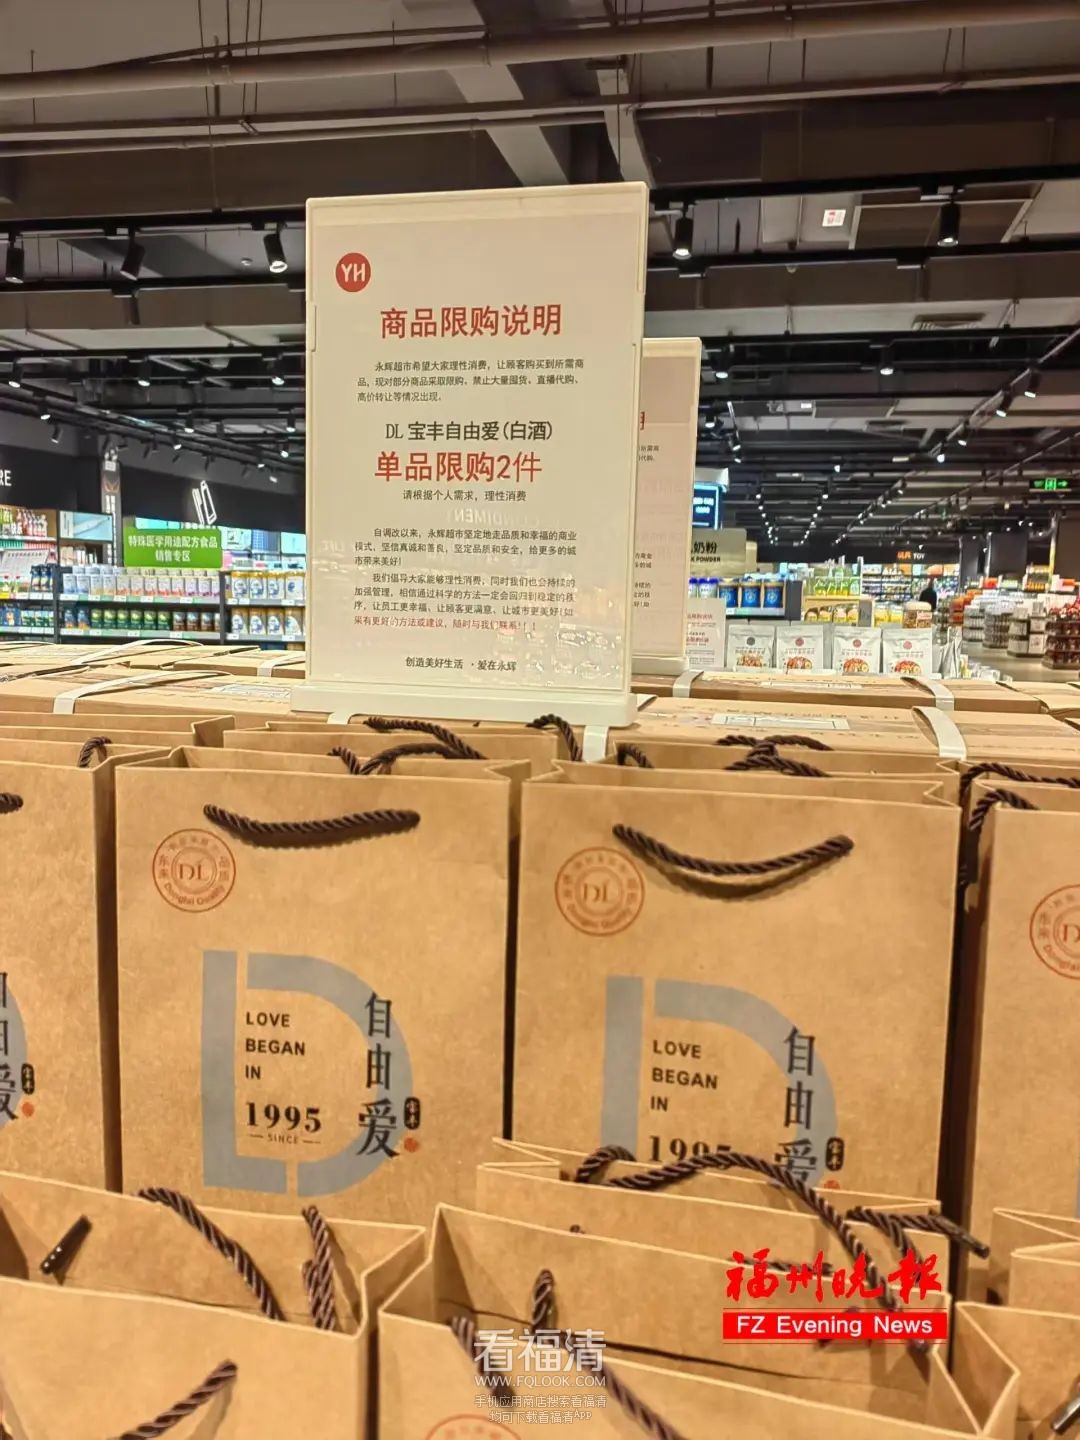 YH
商品限购说明
永辉超市希望大家理性消费，让顾客购买到所需商
品，现对部分商品采取限购、禁止大量囤货、直播代购、
高价转让等情况出现。
DL 宝丰自由爱(白酒)
单品限购2件
请根据个人需求，理性消费
自调改以来，永辉超市坚定地走品质和幸福的商业
模式、坚信真诚和善良，坚定品质和安全，给更多的城
市带来美好！
我们倡导大家能够理性消费，同时我们也会持续的
加强管理，相信通过科学的方法一定会回归到稳定的秩
序，让员工更幸福、让顾客更满意、让城市更美好！如
果有更好的方法或建议，随时与我们联系！！！
创造美好生活 · 爱在永辉
特殊医学用途配方食品
销售专区
奶粉
DL
Donglai Quality
LOVE
BEGAN
IN
1995
SINCE
自由爱
宝丰
DL
LOVE
BEGAN
IN
1995
自由爱
宝丰
福州晚报
FZ Evening News
看福清
WWW.FQLOOK.COM
手机应用商店搜索看福清
均可下载看福清APP